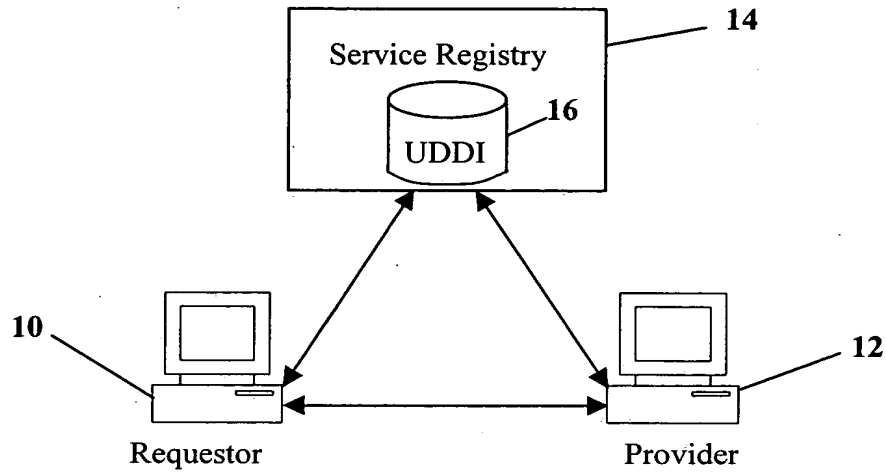 14
Service Registry
16
UDDI
10
12
Requestor
Provider